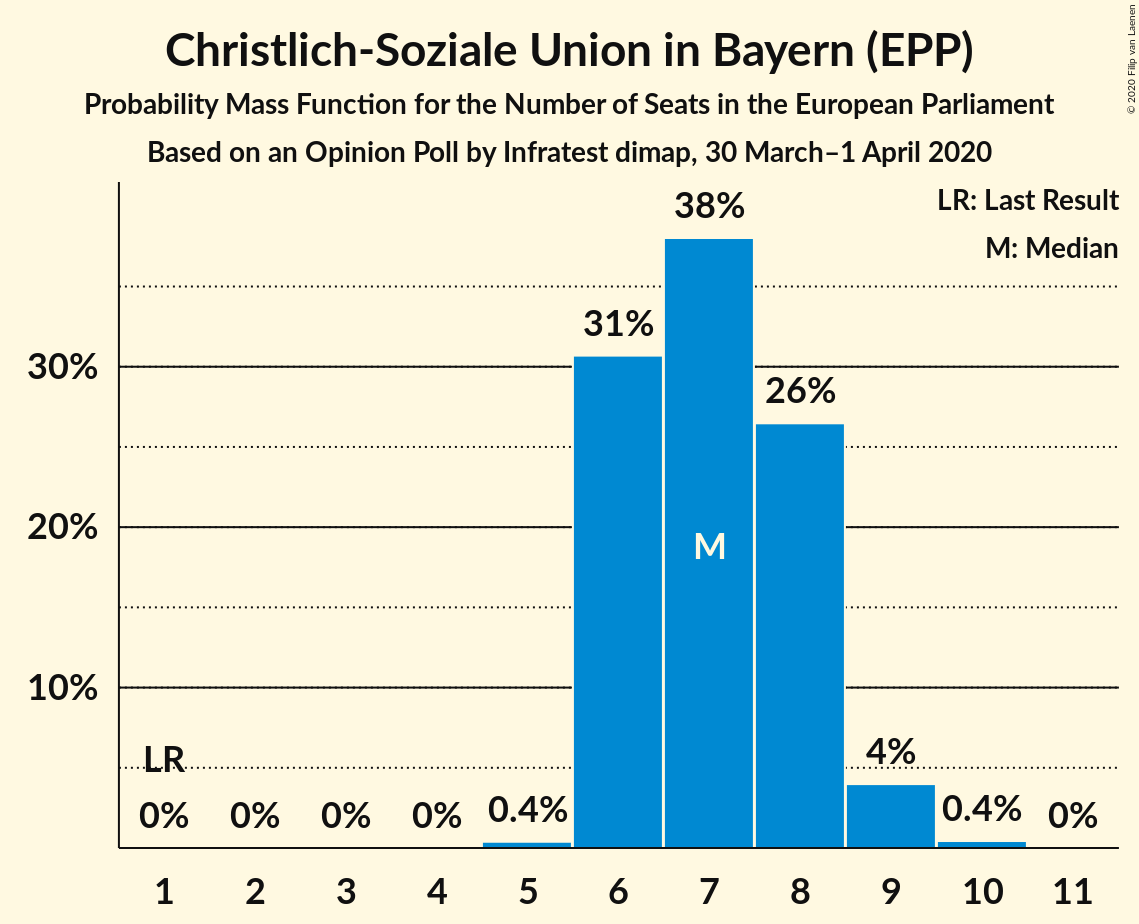 Christlich-Soziale Union in Bayern (EPP)
Probability Mass Function for the Number of Seats in the European Parliament
Based on an Opinion Poll by Infratest dimap, 30 March–1 April 2020
© 2020 Filip van Laenen
LR: Last Result
M: Median
38%
31%
30%
26%
20%
M
10%
LR
4%
0% 0% 0% 0% 0.4% 0.4% 0%
1 2 3 4 5 6 7 8 9 10 11